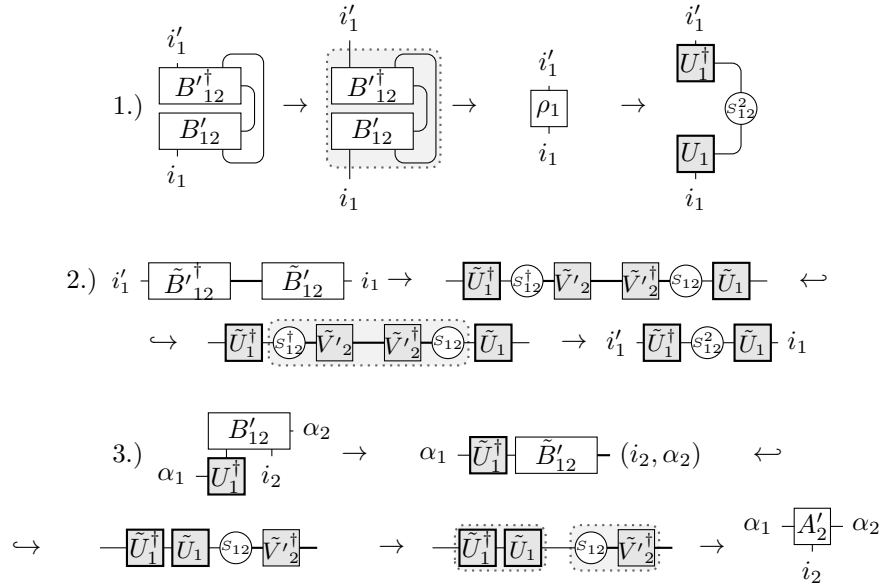 i′₁ i′₁ i′₁ i′₁
1.) B′†₁₂ → B′†₁₂ → ρ₁ → U†₁ S²₁₂
B′₁₂ B′₁₂ U₁
i₁ i₁ i₁ i₁
2.) i′₁ B̃′†₁₂ B̃′₁₂ i₁ → Ũ†₁ S†₁₂ Ṽ′₂ Ṽ′†₂ S₁₂ Ũ₁ ↩
↪ Ũ†₁ S†₁₂ Ṽ′₂ Ṽ′†₂ S₁₂ Ũ₁ → i′₁ Ũ†₁ S²₁₂ Ũ₁ i₁
B′₁₂ α₂
3.) α₁ U†₁ i₂ → α₁ Ũ†₁ B̃′₁₂ (i₂, α₂) ↩
↪ Ũ†₁ Ũ₁ S₁₂ Ṽ′†₂ → Ũ†₁ Ũ₁ S₁₂ Ṽ′†₂ → α₁ A′₂ α₂
i₂